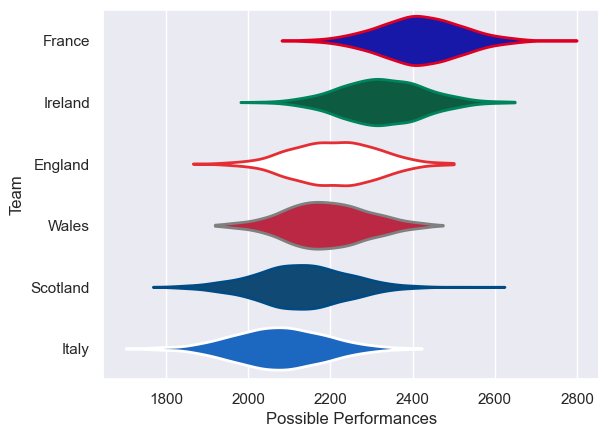 France
Ireland
England
Wales
Scotland
Italy
Team
1800 2000 2200 2400 2600 2800
Possible Performances